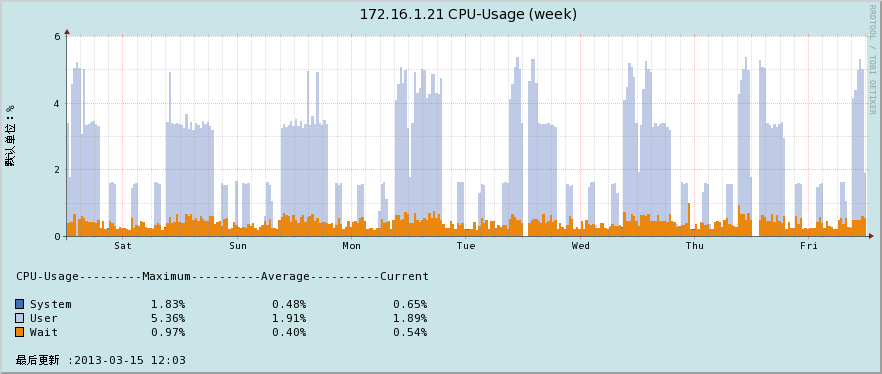 172.16.1.21 CPU-Usage (week)
RRDTOOL / TOBI OETIKER
默认单位：%
6
4
2
0
Sat Sun Mon Tue Wed Thu Fri
CPU-Usage---------Maximum----------Average----------Current
System 1.83% 0.48% 0.65%
User 5.36% 1.91% 1.89%
Wait 0.97% 0.40% 0.54%
最后更新 :2013-03-15 12:03